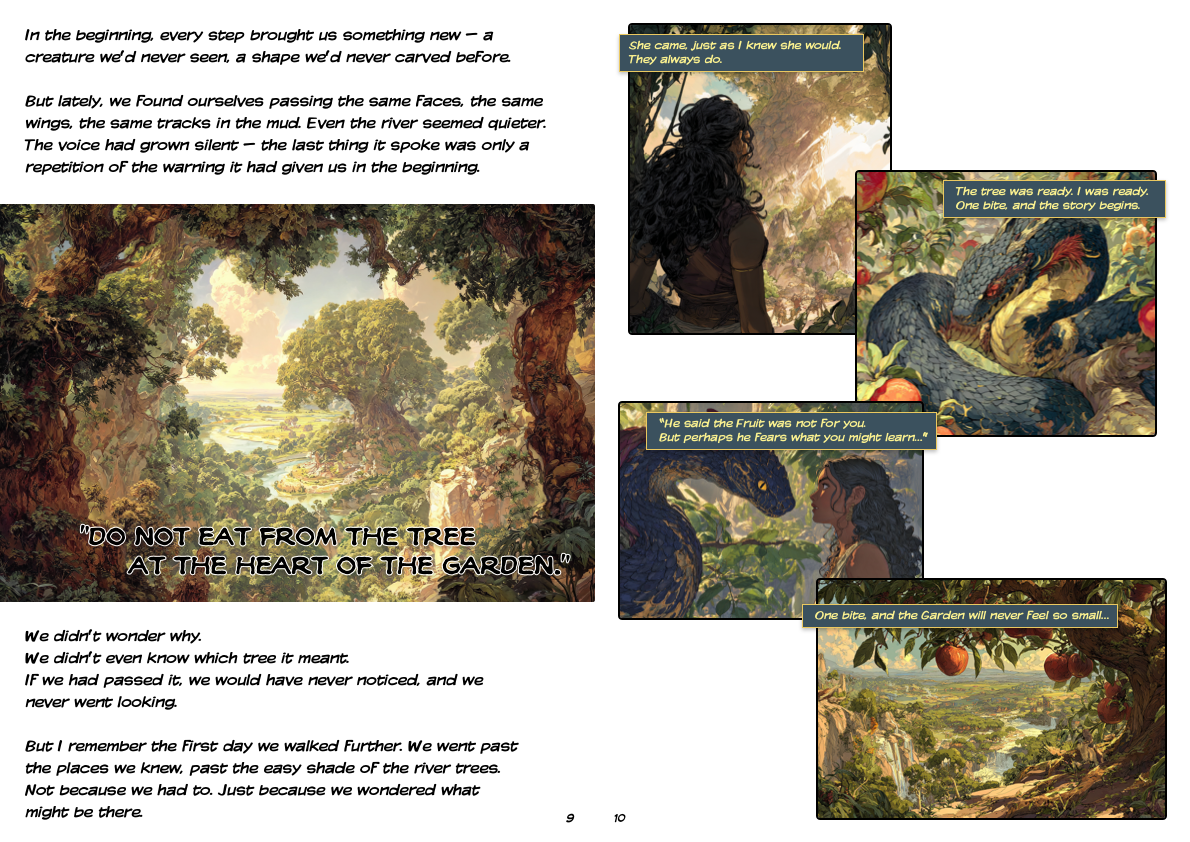 In the beginning, every step brought us something new – a
creature we'd never seen, a shape we'd never carved before.
But lately, we found ourselves passing the same faces, the same
wings, the same tracks in the mud. Even the river seemed quieter.
The voice had grown silent – the last thing it spoke was only a
repetition of the warning it had given us in the beginning.
"DO NOT EAT FROM THE TREE
AT THE HEART OF THE GARDEN."
We didn't wonder why.
We didn't even know which tree it meant.
If we had passed it, we would have never noticed, and we
never went looking.
But I remember the first day we walked further. We went past
the places we knew, past the easy shade of the river trees.
Not because we had to. Just because we wondered what
might be there.
9
She came, just as I knew she would.
They always do.
The tree was ready. I was ready.
One bite, and the story begins.
"He said the fruit was not for you.
But perhaps he fears what you might learn..."
One bite, and the Garden will never feel so small...
10